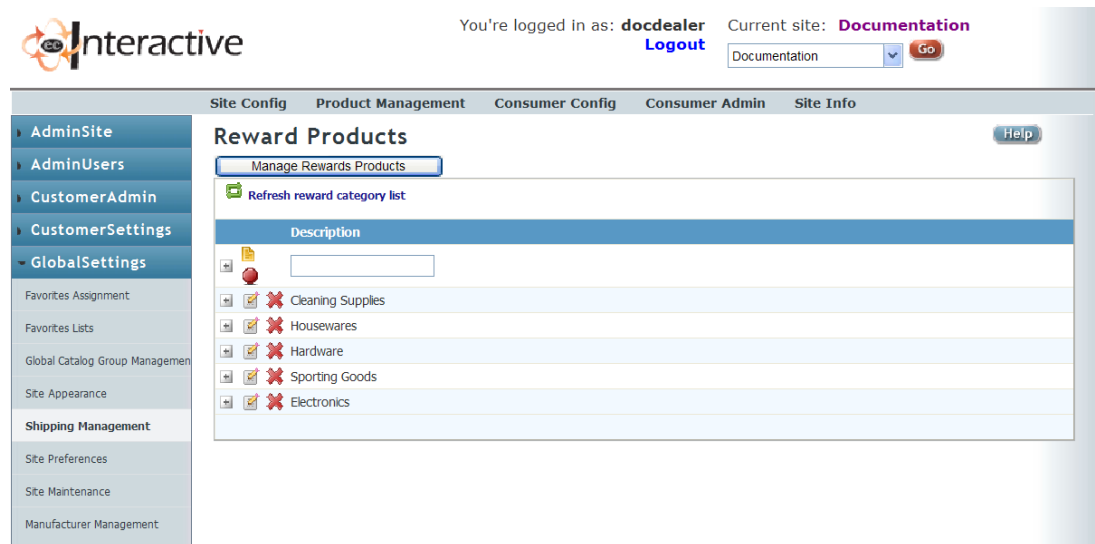 You're logged in as: docdealer
Logout
Current site: Documentation
Documentation
Go
ec Interactive
Site Config Product Management Consumer Config Consumer Admin Site Info
AdminSite
AdminUsers
CustomerAdmin
CustomerSettings
GlobalSettings
Favorites Assignment
Favorites Lists
Global Catalog Group Managemen
Site Appearance
Shipping Management
Site Preferences
Site Maintenance
Manufacturer Management
Reward Products
Help
Manage Rewards Products
Refresh reward category list
Description
Cleaning Supplies
Housewares
Hardware
Sporting Goods
Electronics